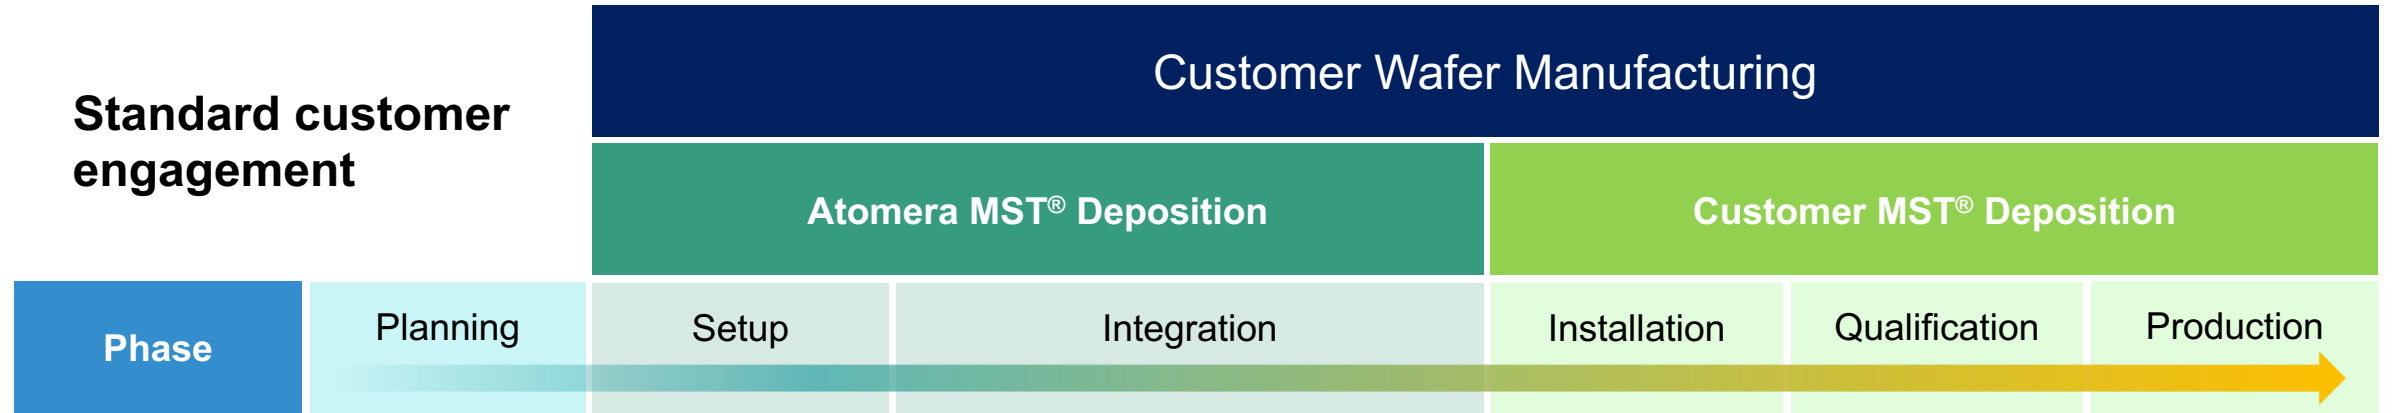 Standard customer
engagement
Customer Wafer Manufacturing
Atomera MST® Deposition
Customer MST® Deposition
Phase
Planning
Setup
Integration
Installation
Qualification
Production